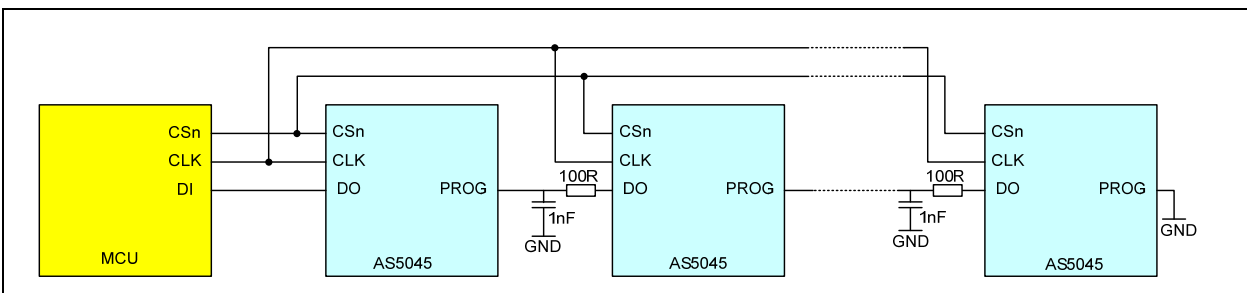 CSn
CLK
DI
MCU
CSn
CLK
DO
PROG
AS5045
100R
1nF
GND
CSn
CLK
DO
PROG
AS5045
100R
1nF
GND
CSn
CLK
DO
PROG
AS5045
GND